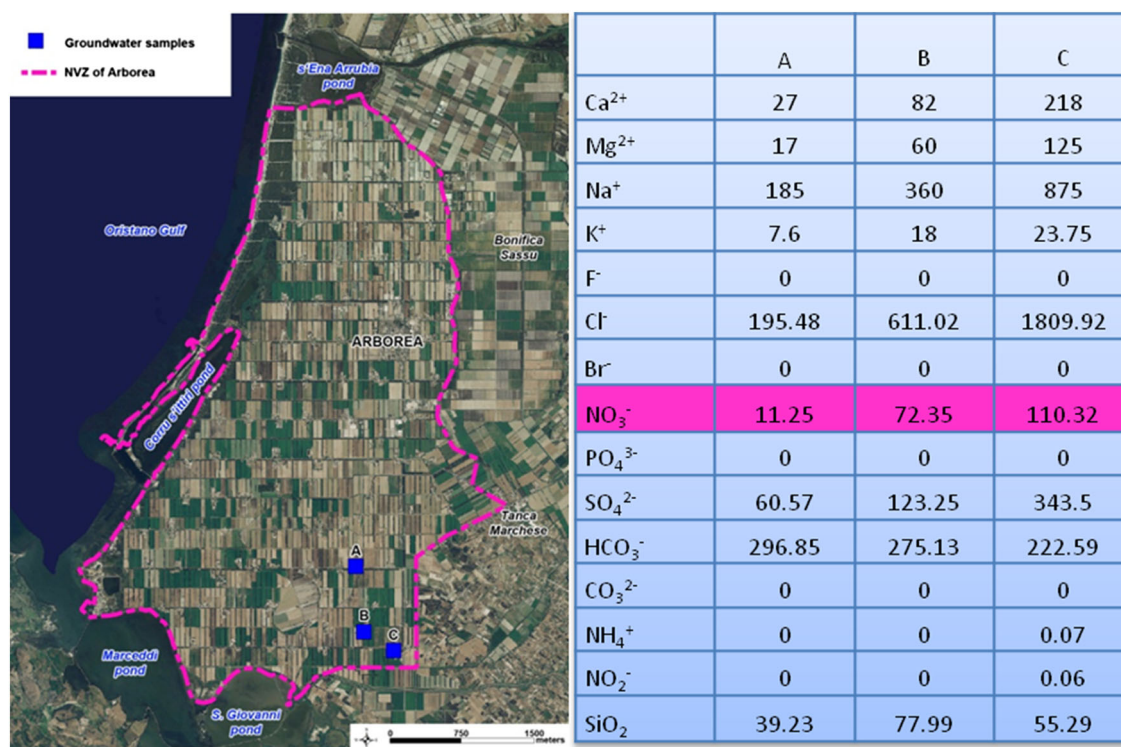 Groundwater samples
NVZ of Arborea
s'Ena Arrubia
pond
Oristano Gulf
Bonifica
Sassu
ARBOREA
Corru s'Ittiri pond
Tanca
Marchese
A
B
C
Marceddì
pond
S. Giovanni
pond
0 750 1500
meters
A B C
Ca²⁺ 27 82 218
Mg²⁺ 17 60 125
Na⁺ 185 360 875
K⁺ 7.6 18 23.75
F⁻ 0 0 0
Cl⁻ 195.48 611.02 1809.92
Br⁻ 0 0 0
NO₃⁻ 11.25 72.35 110.32
PO₄³⁻ 0 0 0
SO₄²⁻ 60.57 123.25 343.5
HCO₃⁻ 296.85 275.13 222.59
CO₃²⁻ 0 0 0
NH₄⁺ 0 0 0.07
NO₂⁻ 0 0 0.06
SiO₂ 39.23 77.99 55.29